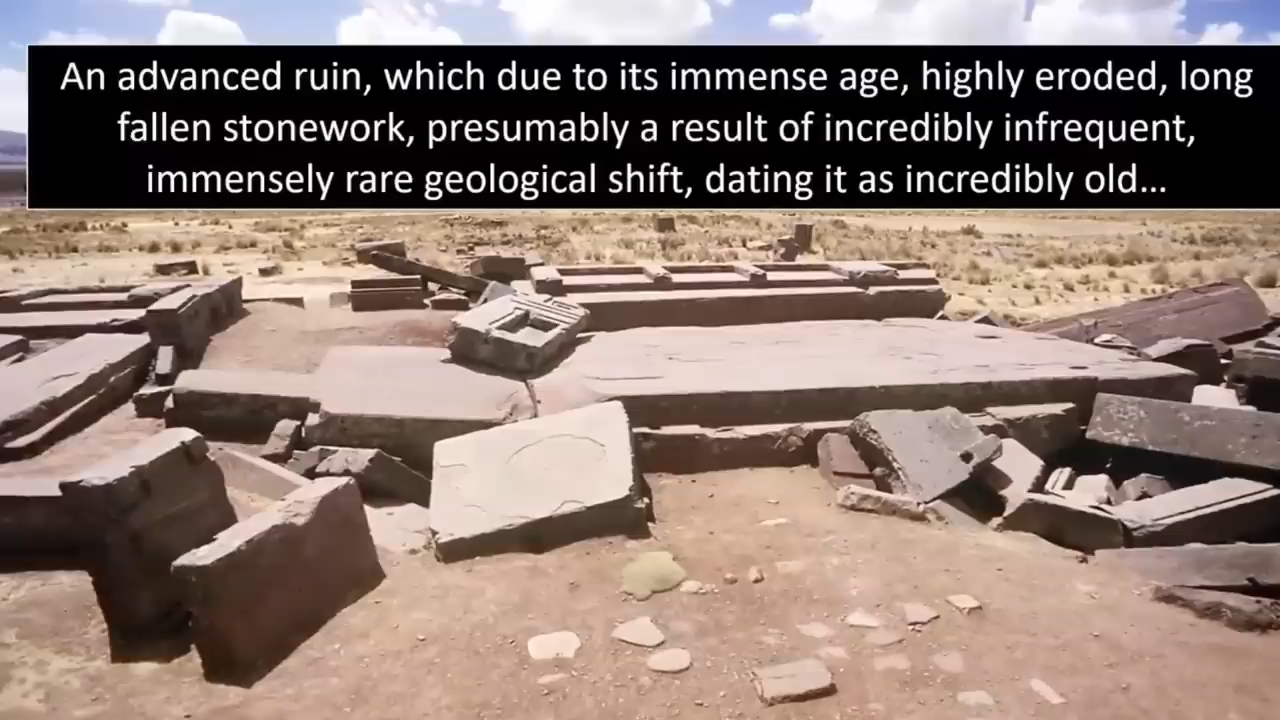 An advanced ruin, which due to its immense age, highly eroded, long
fallen stonework, presumably a result of incredibly infrequent,
immensely rare geological shift, dating it as incredibly old...